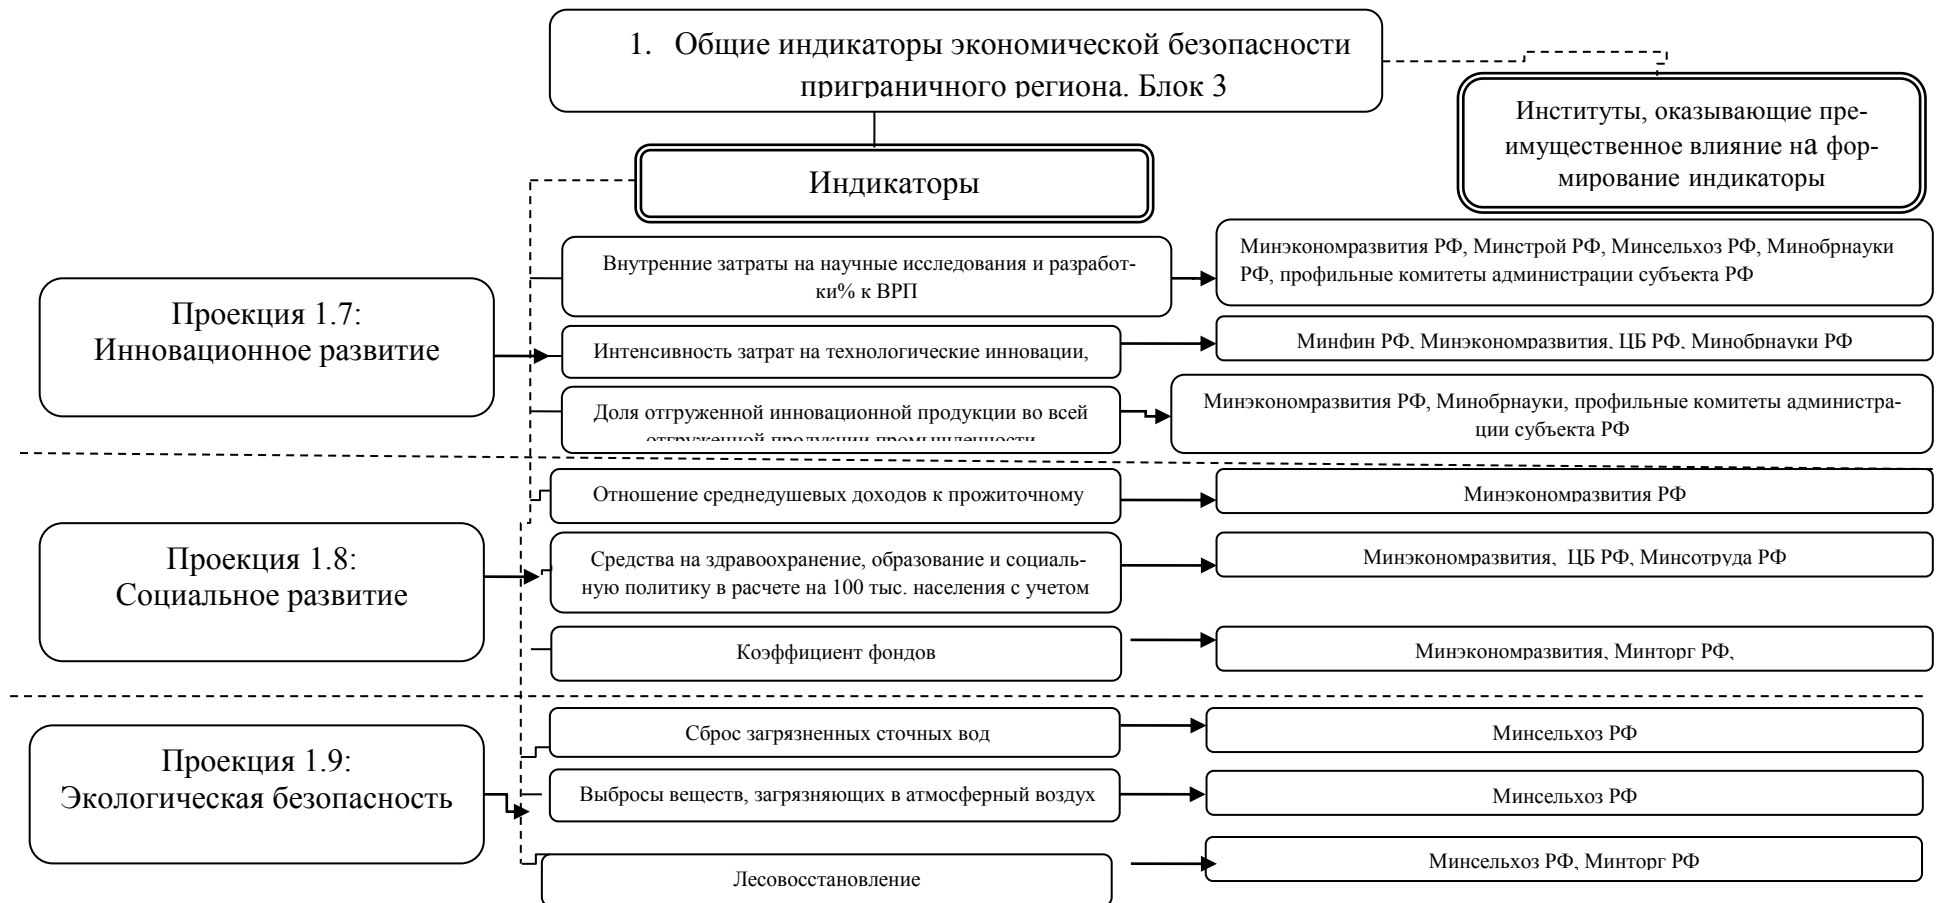 1. Общие индикаторы экономической безопасности
приграничного региона. Блок 3
Институты, оказывающие пре-
имущественное влияние на фор-
мирование индикаторы
Индикаторы
Проекция 1.7:
Инновационное развитие
Внутренние затраты на научные исследования и разработ-
ки% к ВРП
Минэкономразвития РФ, Минстрой РФ, Минсельхоз РФ, Минобрнауки
РФ, профильные комитеты администрации субъекта РФ
Интенсивность затрат на технологические инновации,
Минфин РФ, Минэкономразвития, ЦБ РФ, Минобрнауки РФ
Доля отгруженной инновационной продукции во всей
отгруженной продукции промышленности
Минэкономразвития РФ, Минобрнауки, профильные комитеты администра-
ции субъекта РФ
Проекция 1.8:
Социальное развитие
Отношение среднедушевых доходов к прожиточному
Минэкономразвития РФ
Средства на здравоохранение, образование и социаль-
ную политику в расчете на 100 тыс. населения с учетом
Минэкономразвития, ЦБ РФ, Минсотруда РФ
Коэффициент фондов
Минэкономразвития, Минторг РФ,
Проекция 1.9:
Экологическая безопасность
Сброс загрязненных сточных вод
Минсельхоз РФ
Выбросы веществ, загрязняющих в атмосферный воздух
Минсельхоз РФ
Лесовосстановление
Минсельхоз РФ, Минторг РФ